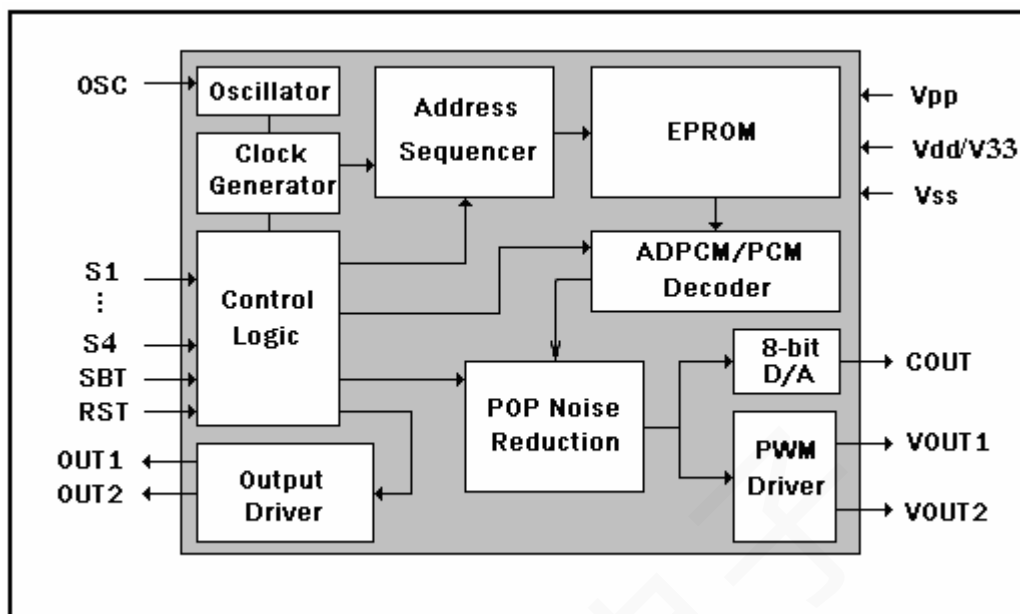 OSC
Oscillator
Clock
Generator
Address
Sequencer
EPROM
Vpp
Vdd/V33
Vss
S1
⋮
S4
SBT
RST
Control
Logic
ADPCM/PCM
Decoder
POP Noise
Reduction
8-bit
D/A
COUT
PWM
Driver
VOUT1
VOUT2
OUT1
OUT2
Output
Driver